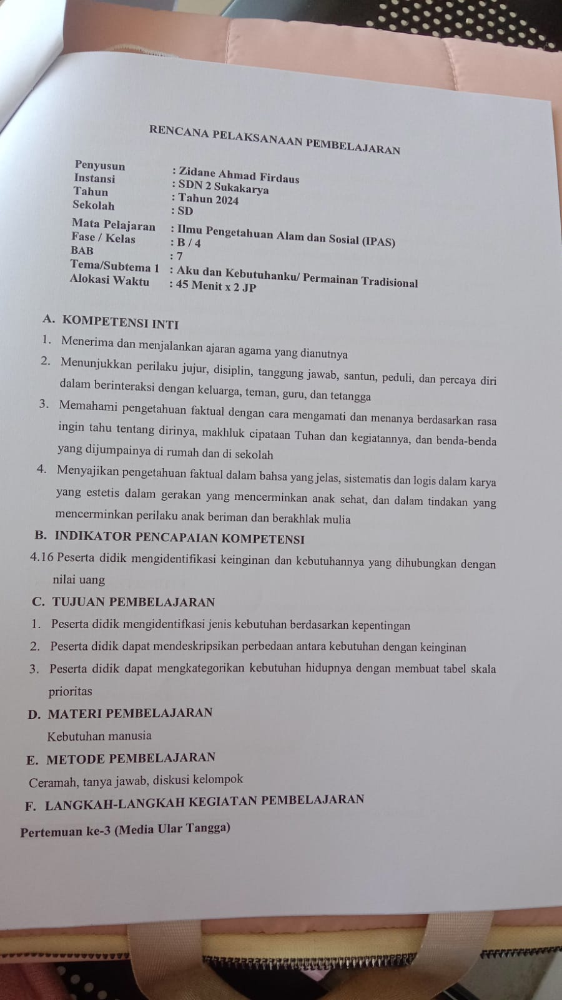 RENCANA PELAKSANAAN PEMBELAJARAN
Penyusun : Zidane Ahmad Firdaus
Instansi : SDN 2 Sukakarya
Tahun : Tahun 2024
Sekolah : SD
Mata Pelajaran : Ilmu Pengetahuan Alam dan Sosial (IPAS)
Fase / Kelas : B / 4
BAB : 7
Tema/Subtema 1 : Aku dan Kebutuhanku/ Permainan Tradisional
Alokasi Waktu : 45 Menit x 2 JP
A. KOMPETENSI INTI
1. Menerima dan menjalankan ajaran agama yang dianutnya
2. Menunjukkan perilaku jujur, disiplin, tanggung jawab, santun, peduli, dan percaya diri
dalam berinteraksi dengan keluarga, teman, guru, dan tetangga
3. Memahami pengetahuan faktual dengan cara mengamati dan menanya berdasarkan rasa
ingin tahu tentang dirinya, makhluk cipataan Tuhan dan kegiatannya, dan benda-benda
yang dijumpainya di rumah dan di sekolah
4. Menyajikan pengetahuan faktual dalam bahsa yang jelas, sistematis dan logis dalam karya
yang estetis dalam gerakan yang mencerminkan anak sehat, dan dalam tindakan yang
mencerminkan perilaku anak beriman dan berakhlak mulia
B. INDIKATOR PENCAPAIAN KOMPETENSI
4.16 Peserta didik mengidentifikasi keinginan dan kebutuhannya yang dihubungkan dengan
nilai uang
C. TUJUAN PEMBELAJARAN
1. Peserta didik mengidentifkasi jenis kebutuhan berdasarkan kepentingan
2. Peserta didik dapat mendeskripsikan perbedaan antara kebutuhan dengan keinginan
3. Peserta didik dapat mengkategorikan kebutuhan hidupnya dengan membuat tabel skala
prioritas
D. MATERI PEMBELAJARAN
Kebutuhan manusia
E. METODE PEMBELAJARAN
Ceramah, tanya jawab, diskusi kelompok
F. LANGKAH-LANGKAH KEGIATAN PEMBELAJARAN
Pertemuan ke-3 (Media Ular Tangga)